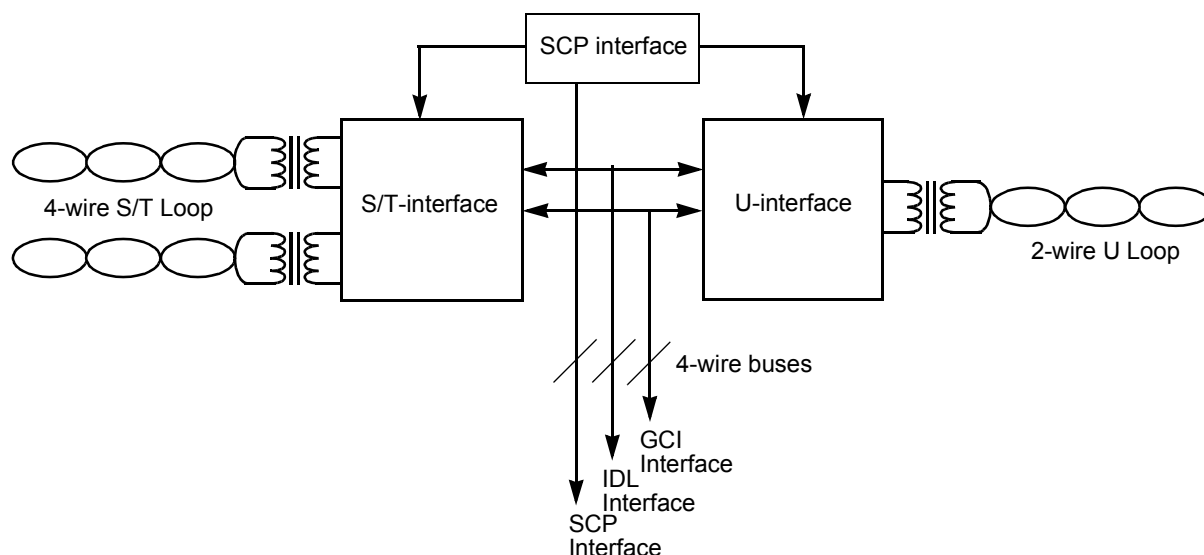 SCP interface
4-wire S/T Loop
S/T-interface
U-interface
2-wire U Loop
4-wire buses
GCI
Interface
IDL
Interface
SCP
Interface